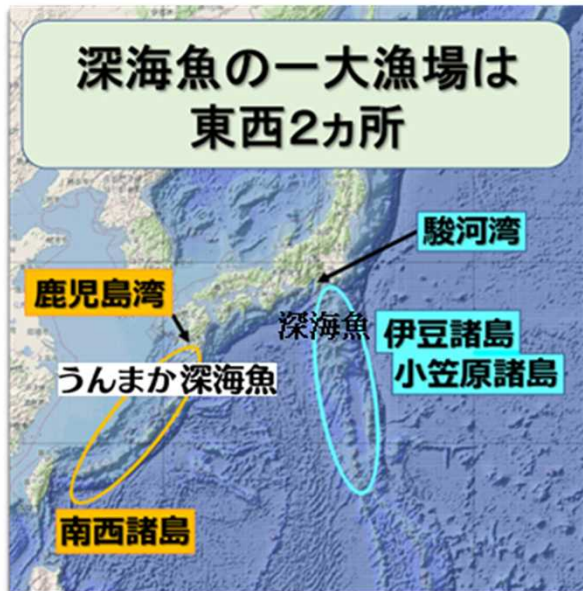 深海魚の一大漁場は
東西2ヵ所
駿河湾
鹿児島湾
深海魚
伊豆諸島
小笠原諸島
うんまか深海魚
南西諸島